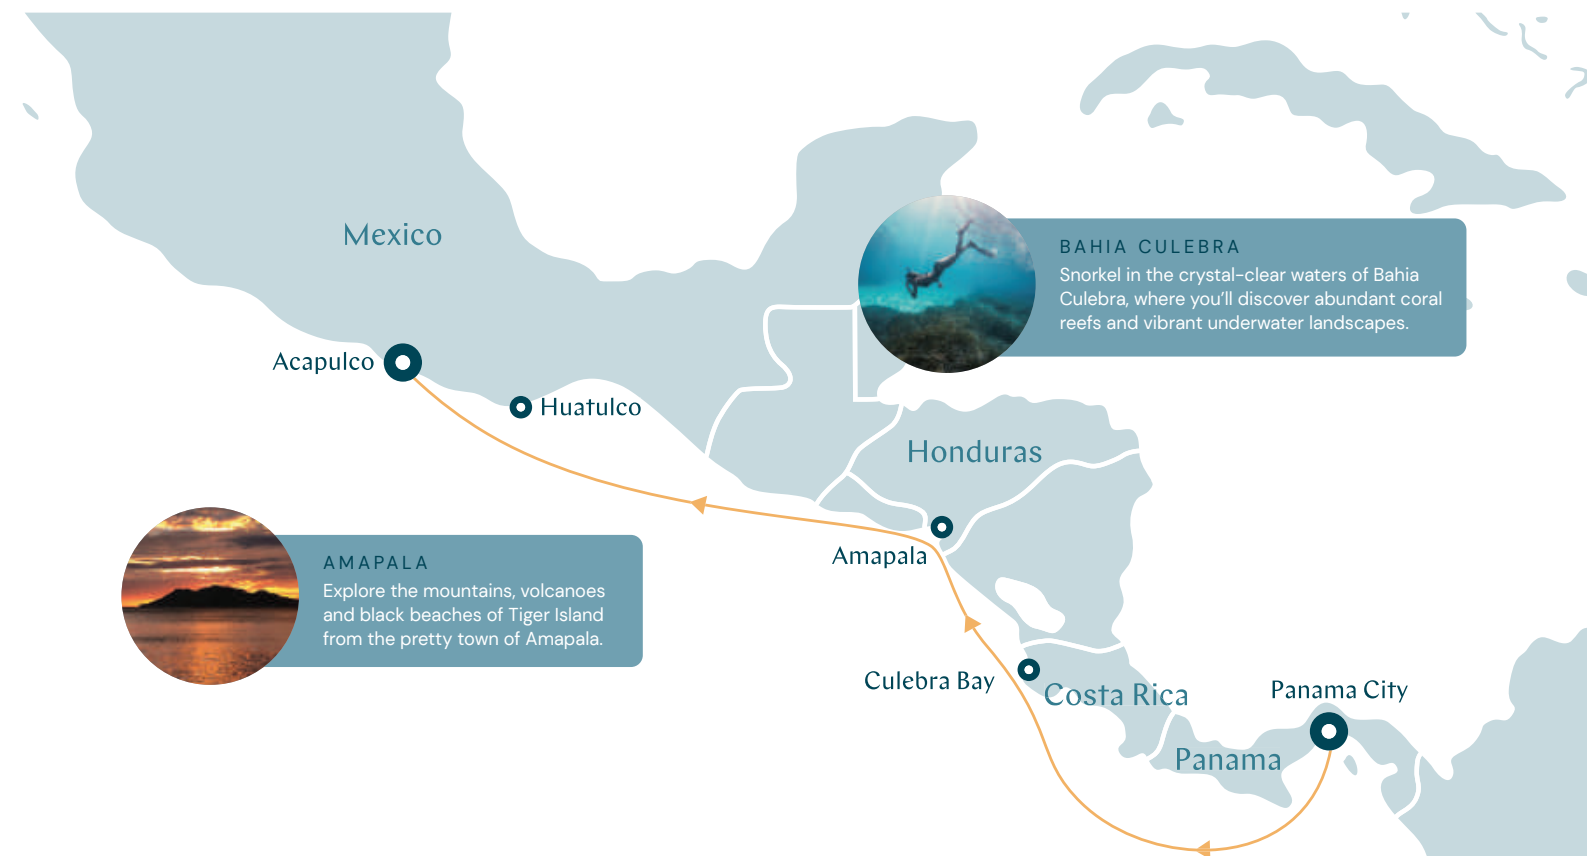 Mexico
BAHIA CULEBRA
Snorkel in the crystal-clear waters of Bahia
Culebra, where you’ll discover abundant coral
reefs and vibrant underwater landscapes.
Acapulco
Huatulco
Honduras
Amapala
AMAPALA
Explore the mountains, volcanoes
and black beaches of Tiger Island
from the pretty town of Amapala.
Culebra Bay
Costa Rica
Panama City
Panama